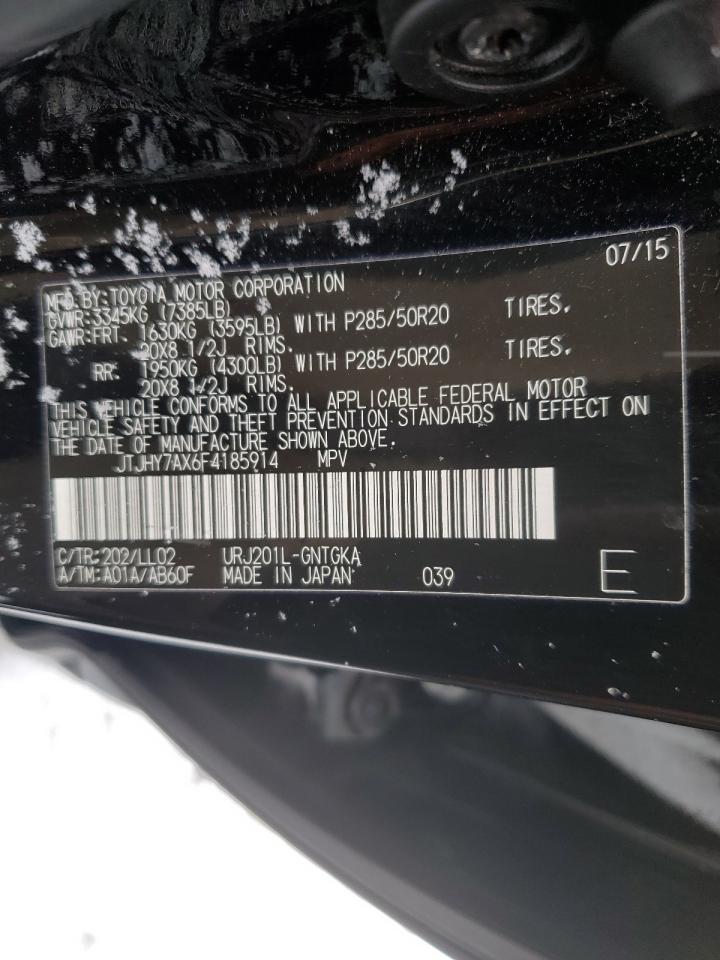 07/15
MFD.BY:TOYOTA MOTOR CORPORATION
GVWR:3345KG (7385LB)
GAWR:FRT. 1630KG (3595LB) WITH P285/50R20 TIRES.
20X8 1/2J RIMS.
RR. 1950KG (4300LB) WITH P285/50R20 TIRES.
20X8 1/2J RIMS.
THIS VEHICLE CONFORMS TO ALL APPLICABLE FEDERAL MOTOR
VEHICLE SAFETY AND THEFT PREVENTION STANDARDS IN EFFECT ON
THE DATE OF MANUFACTURE SHOWN ABOVE.
JTJHY7AX6F4185914 MPV
C/TR:202/LL02 URJ201L-GNTGKA
A/TM:A01A/AB60F MADE IN JAPAN 039 E